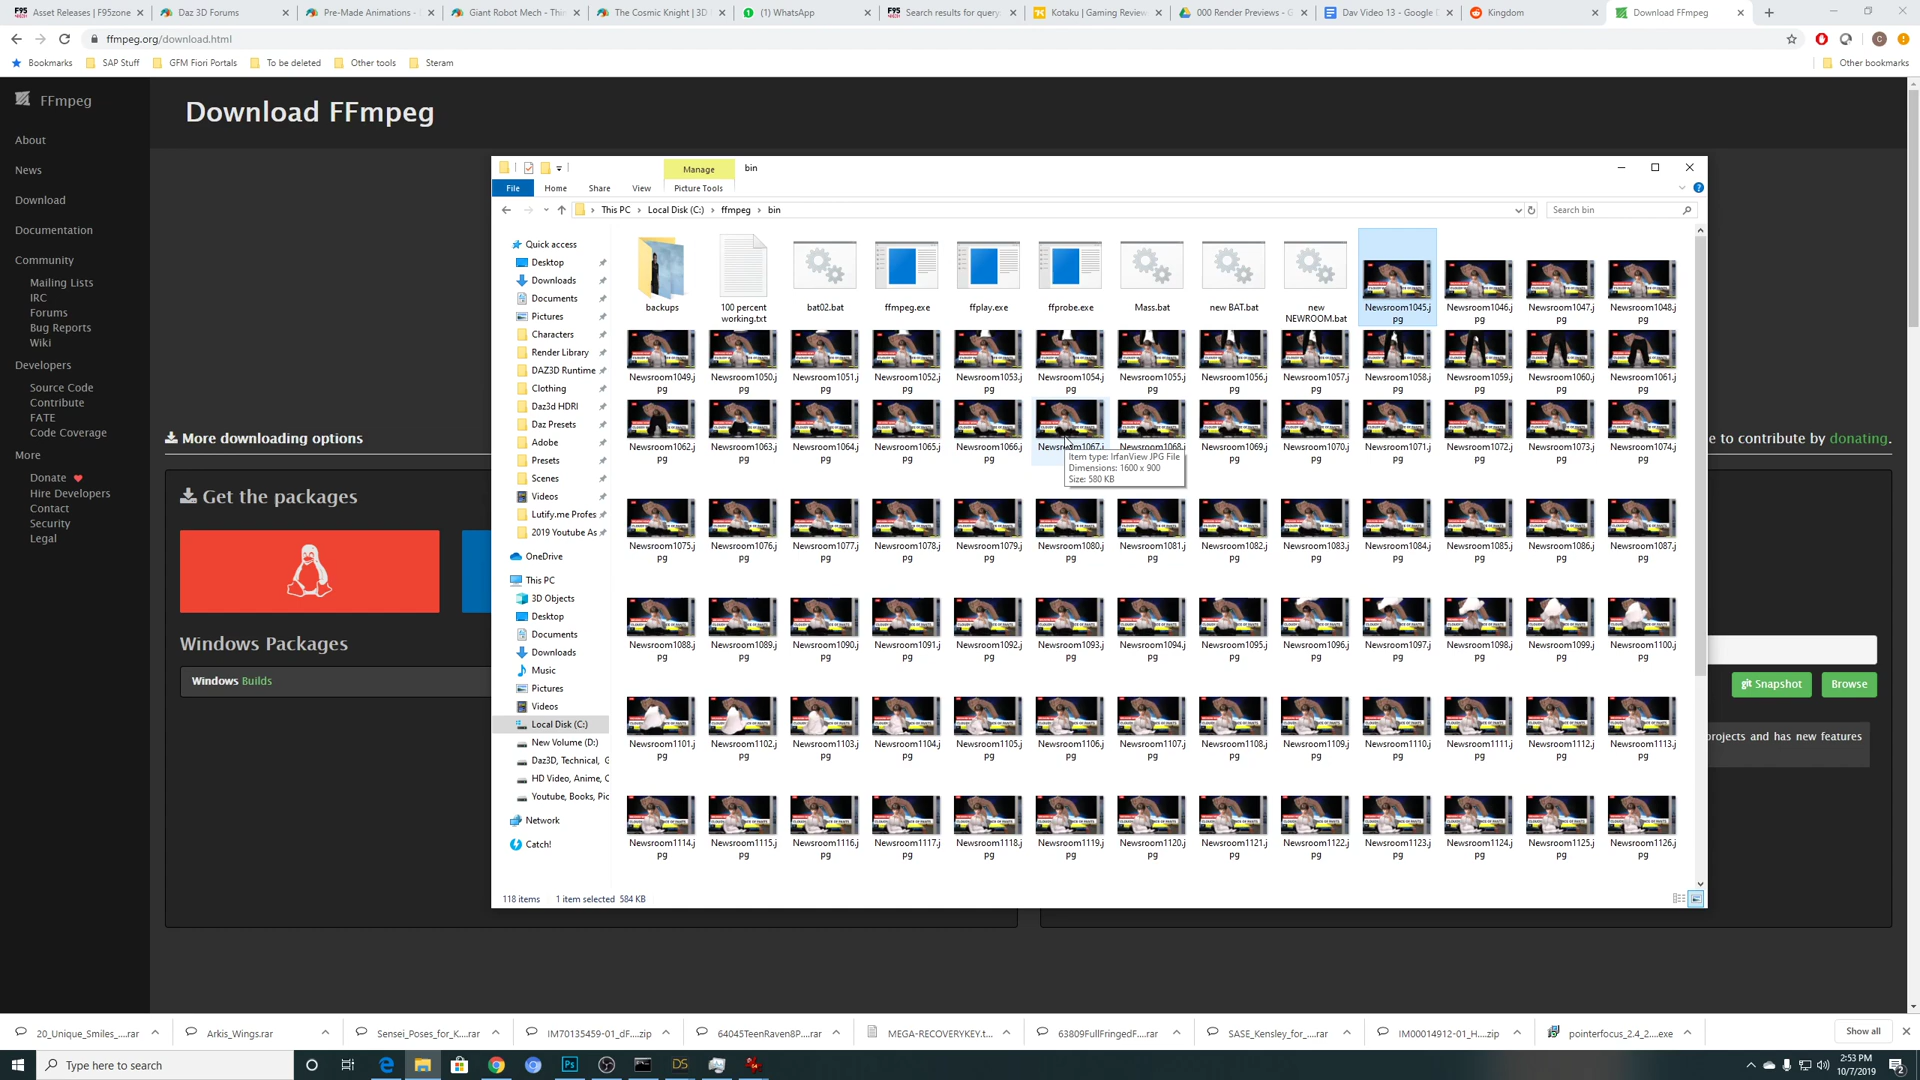 Asset Releases | F95zone
Daz 3D Forums
Pre-Made Animations -
Giant Robot Mech - Thin
The Cosmic Knight | 3D
(1) WhatsApp
Search results for query:
Kotaku | Gaming Review
000 Render Previews - G
Dav Video 13 - Google D
Kingdom
Download FFmpeg
ffmpeg.org/download.html
Bookmarks
SAP Stuff
GFM Fiori Portals
To be deleted
Other tools
Steram
Other bookmarks
FFmpeg
About
News
Download
Documentation
Community
Mailing Lists
IRC
Forums
Bug Reports
Wiki
Developers
Source Code
Contribute
FATE
Code Coverage
More
Donate
Hire Developers
Contact
Security
Legal
Download FFmpeg
More downloading options
e to contribute by donating.
Get the packages
Windows Packages
Windows Builds
git Snapshot
Browse
projects and has new features
Manage
bin
File
Home
Share
View
Picture Tools
This PC > Local Disk (C:) > ffmpeg > bin
Search bin
Quick access
Desktop
Downloads
Documents
Pictures
Characters
Render Library
DAZ3D Runtime
Clothing
Daz3d HDRI
Daz Presets
Adobe
Presets
Scenes
Videos
Lutify.me Profes
2019 Youtube As
OneDrive
This PC
3D Objects
Desktop
Documents
Downloads
Music
Pictures
Videos
Local Disk (C:)
New Volume (D:)
Daz3D, Technical, G
HD Video, Anime, C
Youtube, Books, Pic
Network
Catch!
backups
100 percent working.txt
bat02.bat
ffmpeg.exe
ffplay.exe
ffprobe.exe
Mass.bat
new BAT.bat
new NEWROOM.bat
Newsroom1045.jpg
Newsroom1046.jpg
Newsroom1047.jpg
Newsroom1048.jpg
Newsroom1049.jpg
Newsroom1050.jpg
Newsroom1051.jpg
Newsroom1052.jpg
Newsroom1053.jpg
Newsroom1054.jpg
Newsroom1055.jpg
Newsroom1056.jpg
Newsroom1057.jpg
Newsroom1058.jpg
Newsroom1059.jpg
Newsroom1060.jpg
Newsroom1061.jpg
Newsroom1062.jpg
Newsroom1063.jpg
Newsroom1064.jpg
Newsroom1065.jpg
Newsroom1066.jpg
Newsroom1067.j
Newsroom1068.j
Newsroom1069.jpg
Newsroom1070.jpg
Newsroom1071.jpg
Newsroom1072.jpg
Newsroom1073.jpg
Newsroom1074.jpg
Item type: IrfanView JPG File
Dimensions: 1600 x 900
Size: 580 KB
Newsroom1075.jpg
Newsroom1076.jpg
Newsroom1077.jpg
Newsroom1078.jpg
Newsroom1079.jpg
Newsroom1080.jpg
Newsroom1081.jpg
Newsroom1082.jpg
Newsroom1083.jpg
Newsroom1084.jpg
Newsroom1085.jpg
Newsroom1086.jpg
Newsroom1087.jpg
Newsroom1088.jpg
Newsroom1089.jpg
Newsroom1090.jpg
Newsroom1091.jpg
Newsroom1092.jpg
Newsroom1093.jpg
Newsroom1094.jpg
Newsroom1095.jpg
Newsroom1096.jpg
Newsroom1097.jpg
Newsroom1098.jpg
Newsroom1099.jpg
Newsroom1100.jpg
Newsroom1101.jpg
Newsroom1102.jpg
Newsroom1103.jpg
Newsroom1104.jpg
Newsroom1105.jpg
Newsroom1106.jpg
Newsroom1107.jpg
Newsroom1108.jpg
Newsroom1109.jpg
Newsroom1110.jpg
Newsroom1111.jpg
Newsroom1112.jpg
Newsroom1113.jpg
Newsroom1114.jpg
Newsroom1115.jpg
Newsroom1116.jpg
Newsroom1117.jpg
Newsroom1118.jpg
Newsroom1119.jpg
Newsroom1120.jpg
Newsroom1121.jpg
Newsroom1122.jpg
Newsroom1123.jpg
Newsroom1124.jpg
Newsroom1125.jpg
Newsroom1126.jpg
118 items
1 item selected 584 KB
20_Unique_Smiles_....rar
Arkis_Wings.rar
Sensei_Poses_for_K....rar
IM70135459-01_dF....zip
64045TeenRaven8P....rar
MEGA-RECOVERYKEY.t...
63809FullFringedF....rar
SASE_Kensley_for_....rar
IM00014912-01_H....zip
pointerfocus_2.4_2....exe
Show all
Type here to search
2:53 PM
10/7/2019